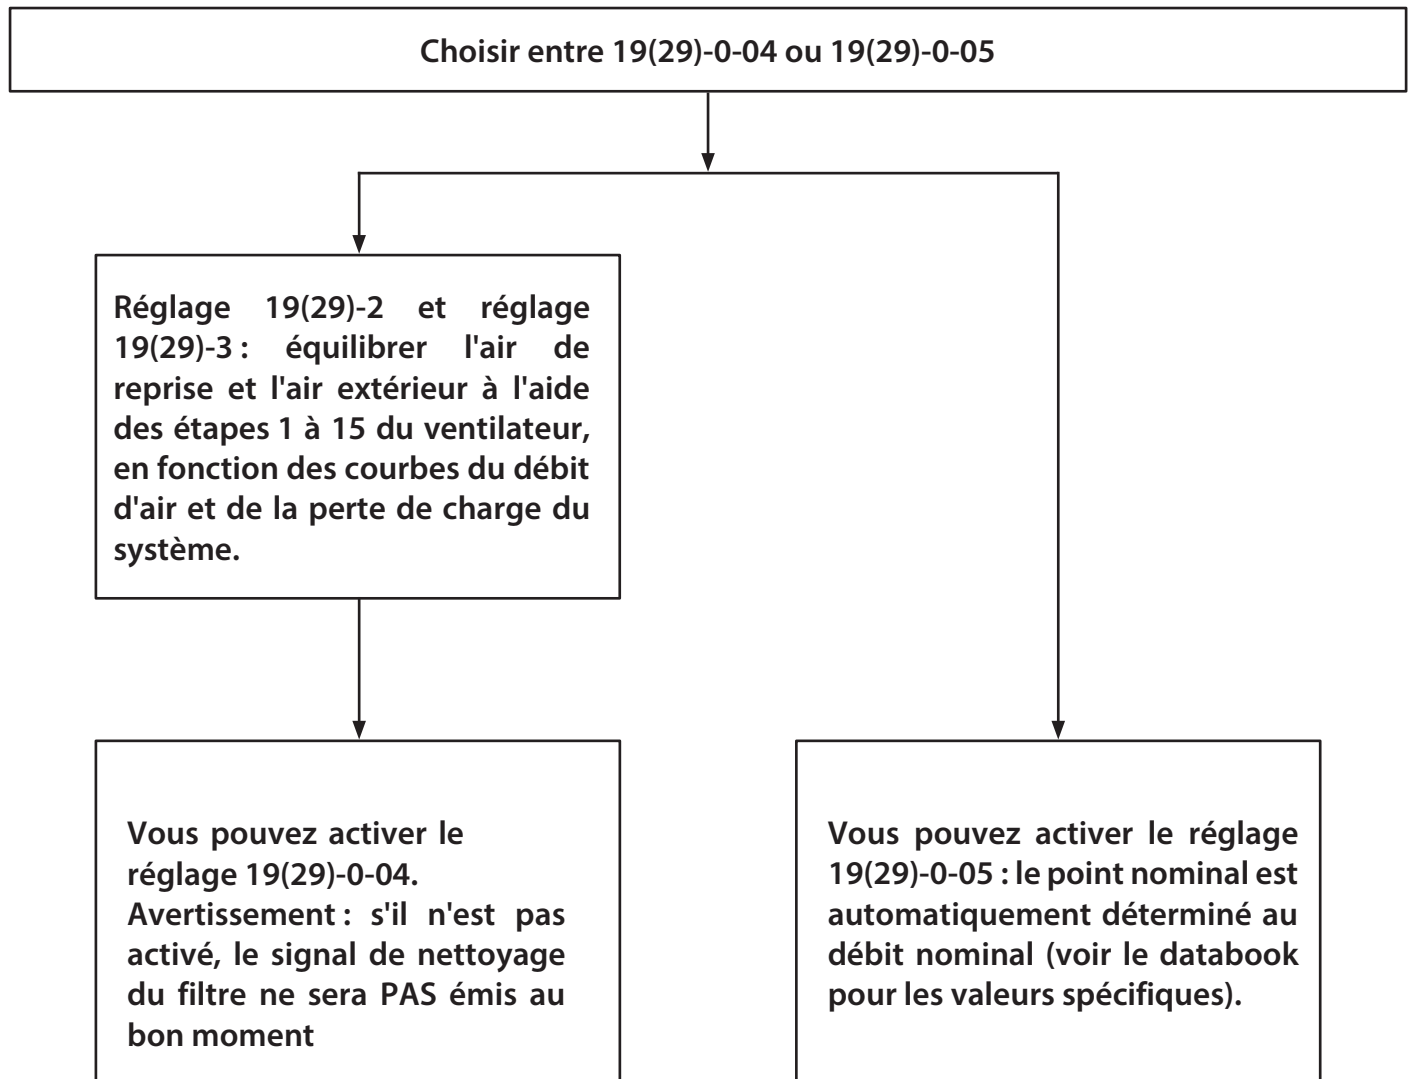 Choisir entre 19(29)-0-04 ou 19(29)-0-05
Réglage 19(29)-2 et réglage
19(29)-3 : équilibrer l'air de
reprise et l'air extérieur à l'aide
des étapes 1 à 15 du ventilateur,
en fonction des courbes du débit
d'air et de la perte de charge du
système.
Vous pouvez activer le
réglage 19(29)-0-04.
Avertissement : s'il n'est pas
activé, le signal de nettoyage
du filtre ne sera PAS émis au
bon moment
Vous pouvez activer le réglage
19(29)-0-05 : le point nominal est
automatiquement déterminé au
débit nominal (voir le databook
pour les valeurs spécifiques).